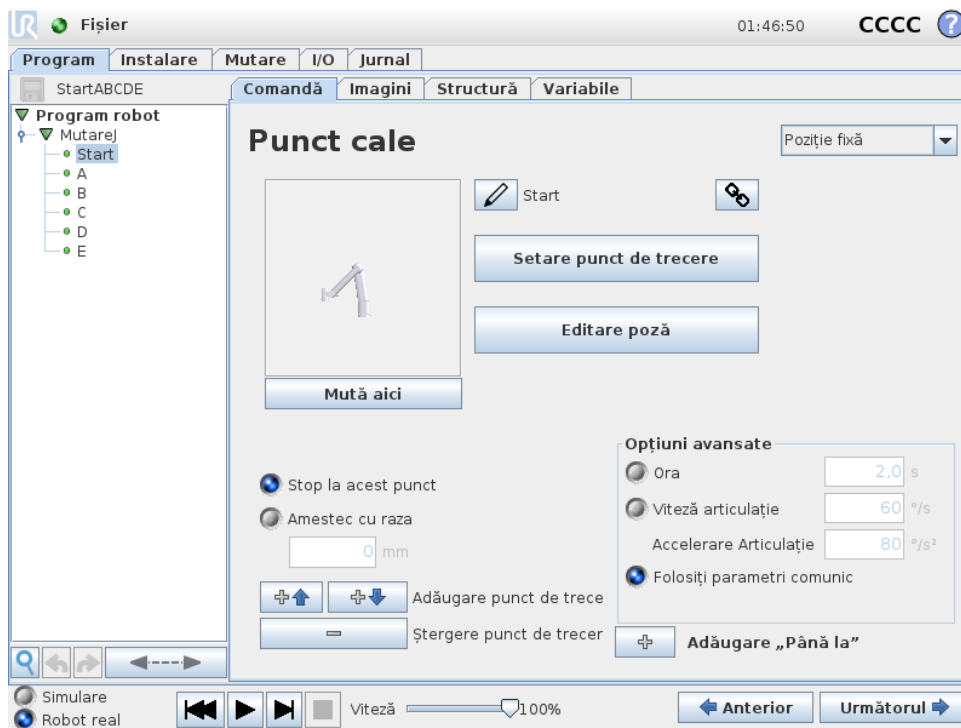 UR Fișier 01:46:50 CCCC ?
Program Instalare Mutare I/O Jurnal
StartABCDE Comandă Imagini Structură Variabile
Program robot
MutareJ
Start
A
B
C
D
E
Punct cale Poziție fixă
Start
Setare punct de trecere
Editare poză
Mută aici
Stop la acest punct
Amestec cu raza
0 mm
Adăugare punct de trece
Ștergere punct de trecer
Opțiuni avansate
Ora 2,0 s
Viteză articulație 60 °/s
Accelerare Articulație 80 °/s²
Folosiți parametri comunic
Adăugare „Până la”
Simulare
Robot real
Viteză 100%
Anterior Următorul